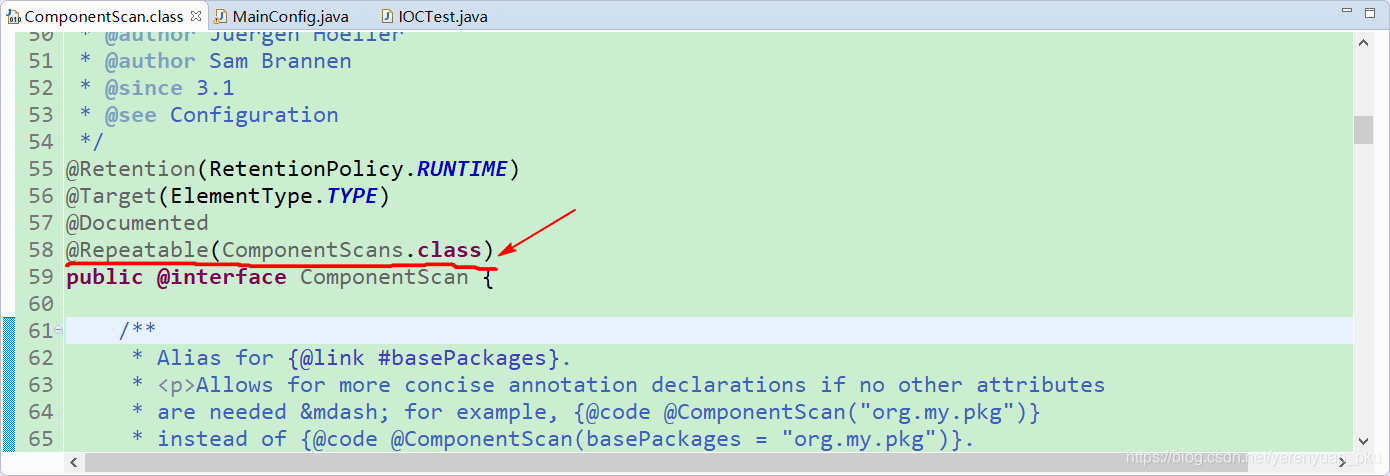 ComponentScan.class MainConfig.java IOCTest.java
50 * @author Juergen Hoeller
51 * @author Sam Brannen
52 * @since 3.1
53 * @see Configuration
54 */
55 @Retention(RetentionPolicy.RUNTIME)
56 @Target(ElementType.TYPE)
57 @Documented
58 @Repeatable(ComponentScans.class)
59 public @interface ComponentScan {
60
61 /**
62 * Alias for {@link #basePackages}.
63 * <p>Allows for more concise annotation declarations if no other attributes
64 * are needed &mdash; for example, {@code @ComponentScan("org.my.pkg")}
65 * instead of {@code @ComponentScan(basePackages = "org.my.pkg")}.
https://blog.csdn.net/yerenyuan_pku